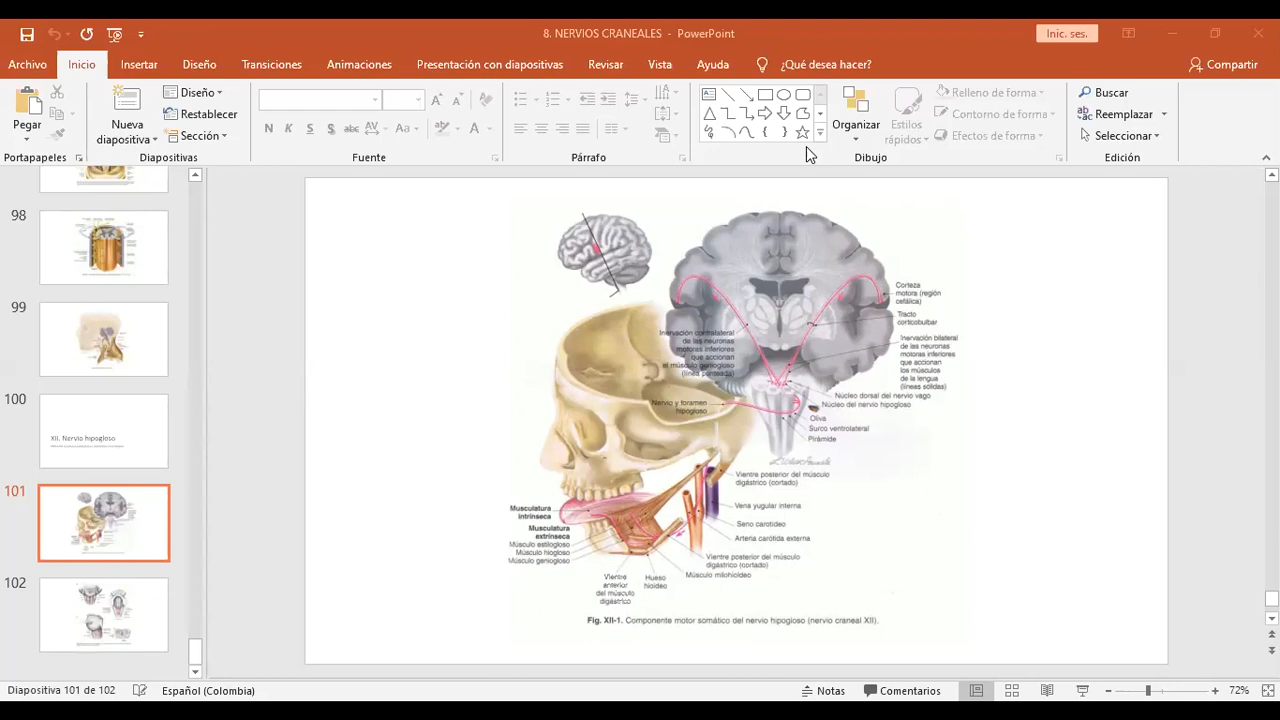 8. NERVIOS CRANEALES - PowerPoint
Inic. ses.
Archivo
Inicio
Insertar
Diseño
Transiciones
Animaciones
Presentación con diapositivas
Revisar
Vista
Ayuda
¿Qué desea hacer?
Compartir
Pegar
Portapapeles
Nueva
diapositiva
Diseño
Restablecer
Sección
Diapositivas
N K S S abc AV Aa A
Fuente
Párrafo
Organizar
Estilos
rápidos
Relleno de forma
Contorno de forma
Efectos de forma
Dibujo
Buscar
Reemplazar
Seleccionar
Edición
98
99
100
XII. Nervio hipogloso
101
102
Corteza
motora (región
cefálica)
Tracto
corticobulbar
Inervación contralateral
de las neuronas
motoras inferiores
que accionan
el músculo geniogloso
(línea punteada)
Inervación bilateral
de las neuronas
motoras inferiores
que accionan
los músculos
de la lengua
(líneas sólidas)
Núcleo dorsal del nervio vago
Núcleo del nervio hipogloso
Nervio y foramen
hipogloso
Oliva
Surco ventrolateral
Pirámide
Vientre posterior del músculo
digástrico (cortado)
Vena yugular interna
Seno carotídeo
Arteria carótida externa
Vientre posterior del músculo
digástrico (cortado)
Músculo milohioideo
Musculatura
intrínseca
Musculatura
extrínseca
Músculo estilogloso
Músculo hiogloso
Músculo geniogloso
Vientre
anterior
del músculo
digástrico
Hueso
hioideo
Fig. XII-1. Componente motor somático del nervio hipogloso (nervio craneal XII).
Diapositiva 101 de 102
Español (Colombia)
Notas
Comentarios
72%